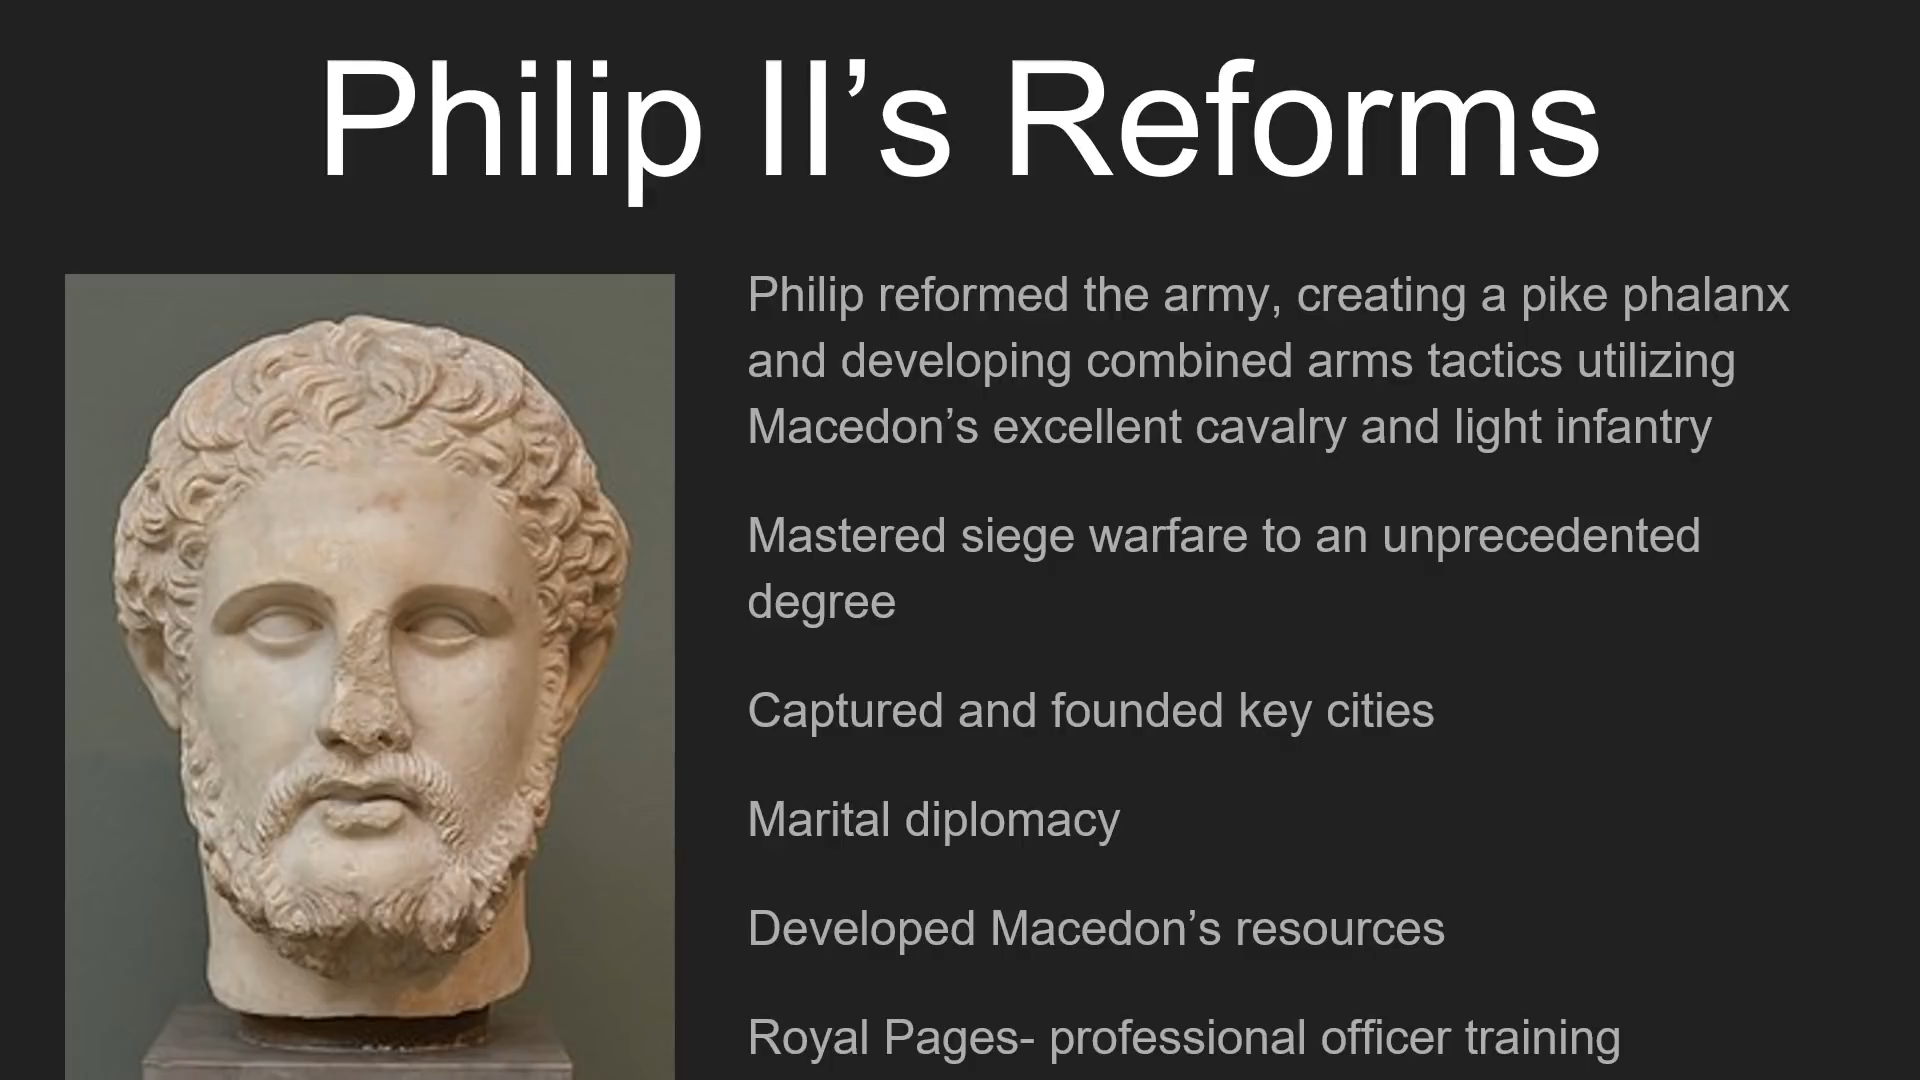 Philip II’s Reforms
Philip reformed the army, creating a pike phalanx
and developing combined arms tactics utilizing
Macedon’s excellent cavalry and light infantry
Mastered siege warfare to an unprecedented
degree
Captured and founded key cities
Marital diplomacy
Developed Macedon’s resources
Royal Pages- professional officer training